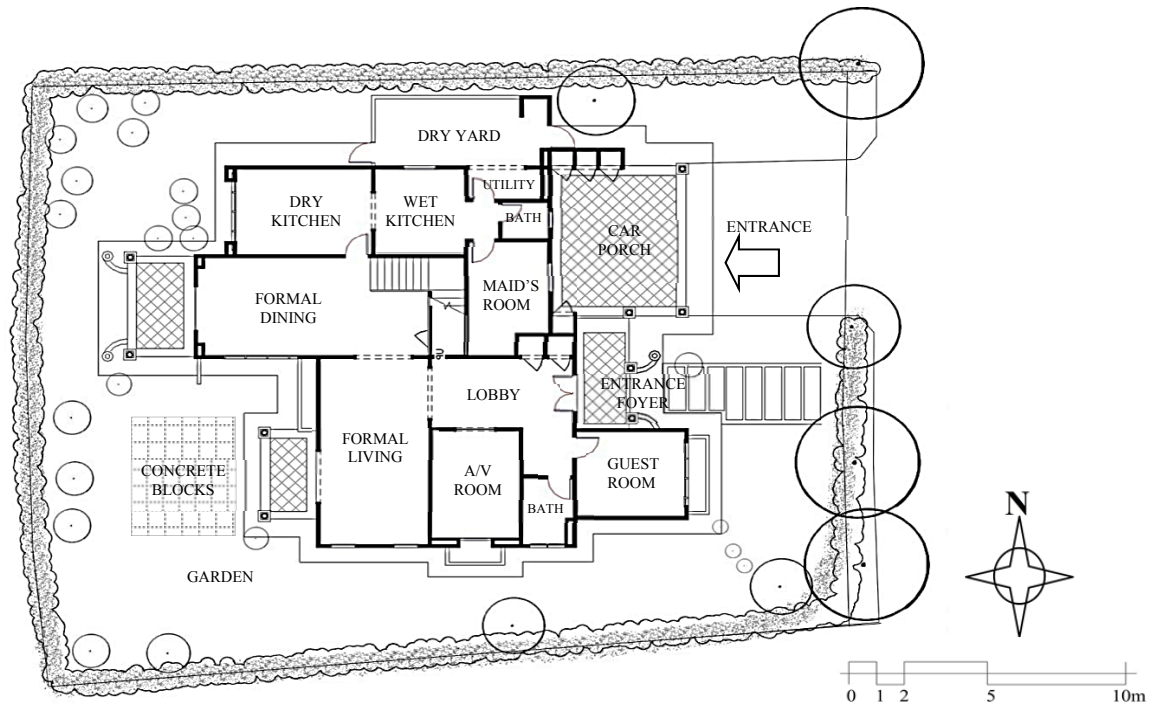 DRY YARD
DRY
KITCHEN
WET
KITCHEN
UTILITY
BATH
CAR
PORCH
ENTRANCE
FORMAL
DINING
MAID'S
ROOM
LOBBY
ENTRANCE
FOYER
FORMAL
LIVING
A/V
ROOM
GUEST
ROOM
BATH
CONCRETE
BLOCKS
GARDEN
N
0 1 2 5 10m